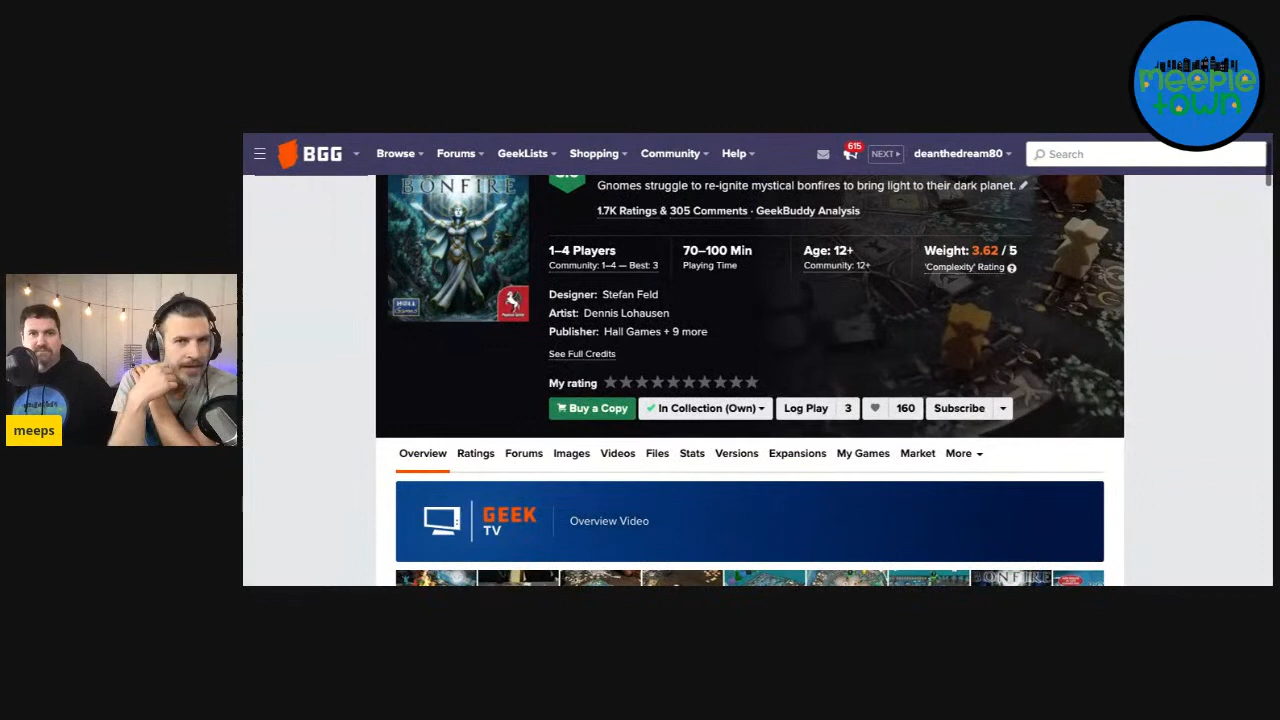 meeple
town
BGG
Browse
Forums
GeekLists
Shopping
Community
Help
615
NEXT
deanthedream80
Search
BONFIRE
HALL
Games
Gnomes struggle to re-ignite mystical bonfires to bring light to their dark planet.
1.7K Ratings & 305 Comments · GeekBuddy Analysis
1–4 Players
Community: 1–4 — Best: 3
70–100 Min
Playing Time
Age: 12+
Community: 12+
Weight: 3.62 / 5
'Complexity' Rating
Designer: Stefan Feld
Artist: Dennis Lohausen
Publisher: Hall Games + 9 more
See Full Credits
My rating
Buy a Copy
In Collection (Own)
Log Play 3
160
Subscribe
meeps
Overview
Ratings
Forums
Images
Videos
Files
Stats
Versions
Expansions
My Games
Market
More
GEEK
TV
Overview Video
BONFIRE